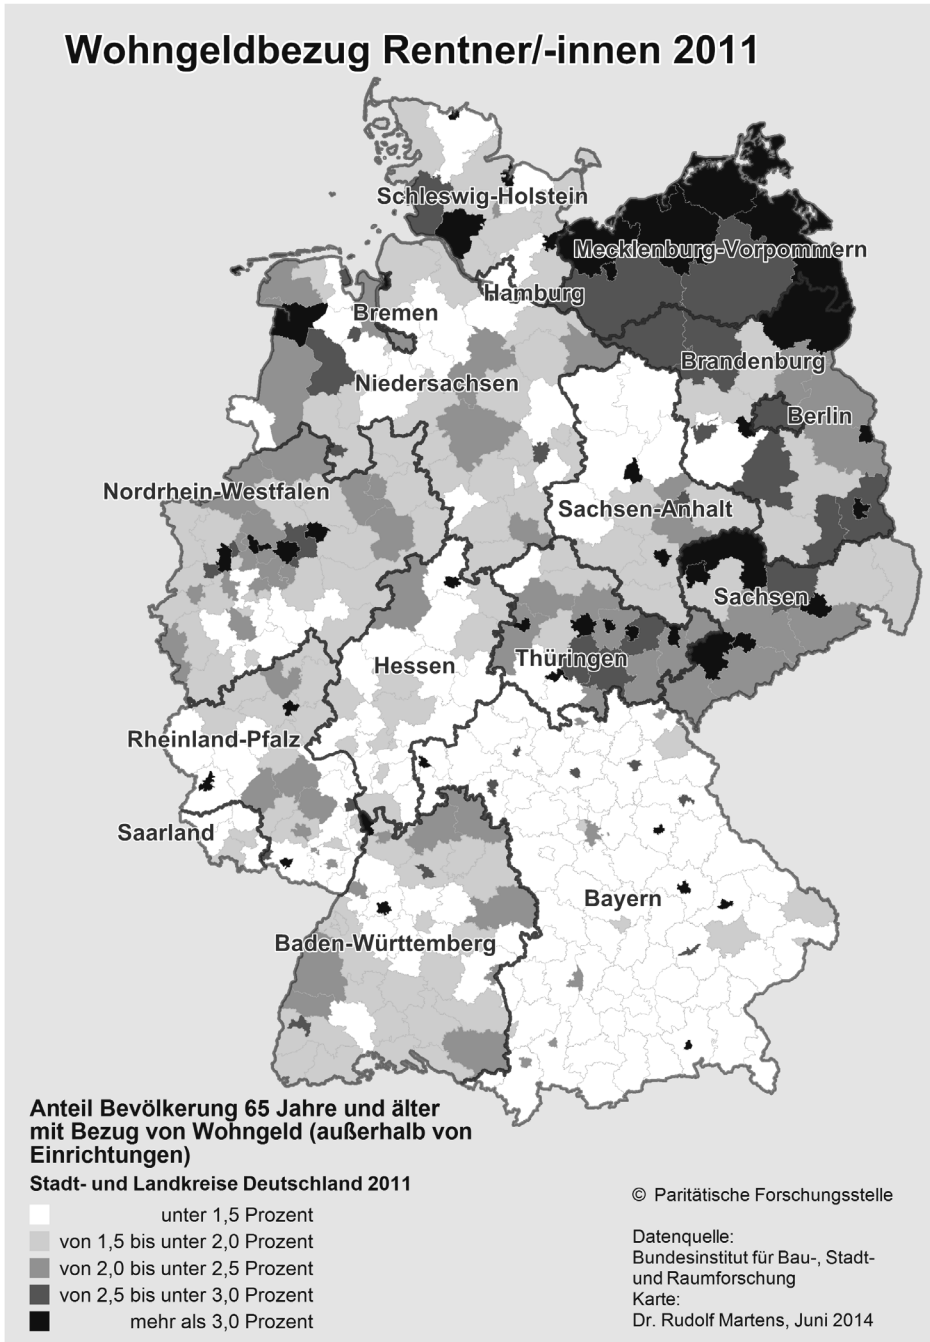 Wohngeldbezug Rentner/-innen 2011
Schleswig-Holstein
Mecklenburg-Vorpommern
Hamburg
Bremen
Brandenburg
Niedersachsen
Berlin
Nordrhein-Westfalen
Sachsen-Anhalt
Sachsen
Hessen
Thüringen
Rheinland-Pfalz
Saarland
Bayern
Baden-Württemberg
Anteil Bevölkerung 65 Jahre und älter
mit Bezug von Wohngeld (außerhalb von
Einrichtungen)
Stadt- und Landkreise Deutschland 2011
unter 1,5 Prozent
von 1,5 bis unter 2,0 Prozent
von 2,0 bis unter 2,5 Prozent
von 2,5 bis unter 3,0 Prozent
mehr als 3,0 Prozent
© Paritätische Forschungsstelle
Datenquelle:
Bundesinstitut für Bau-, Stadt-
und Raumforschung
Karte:
Dr. Rudolf Martens, Juni 2014